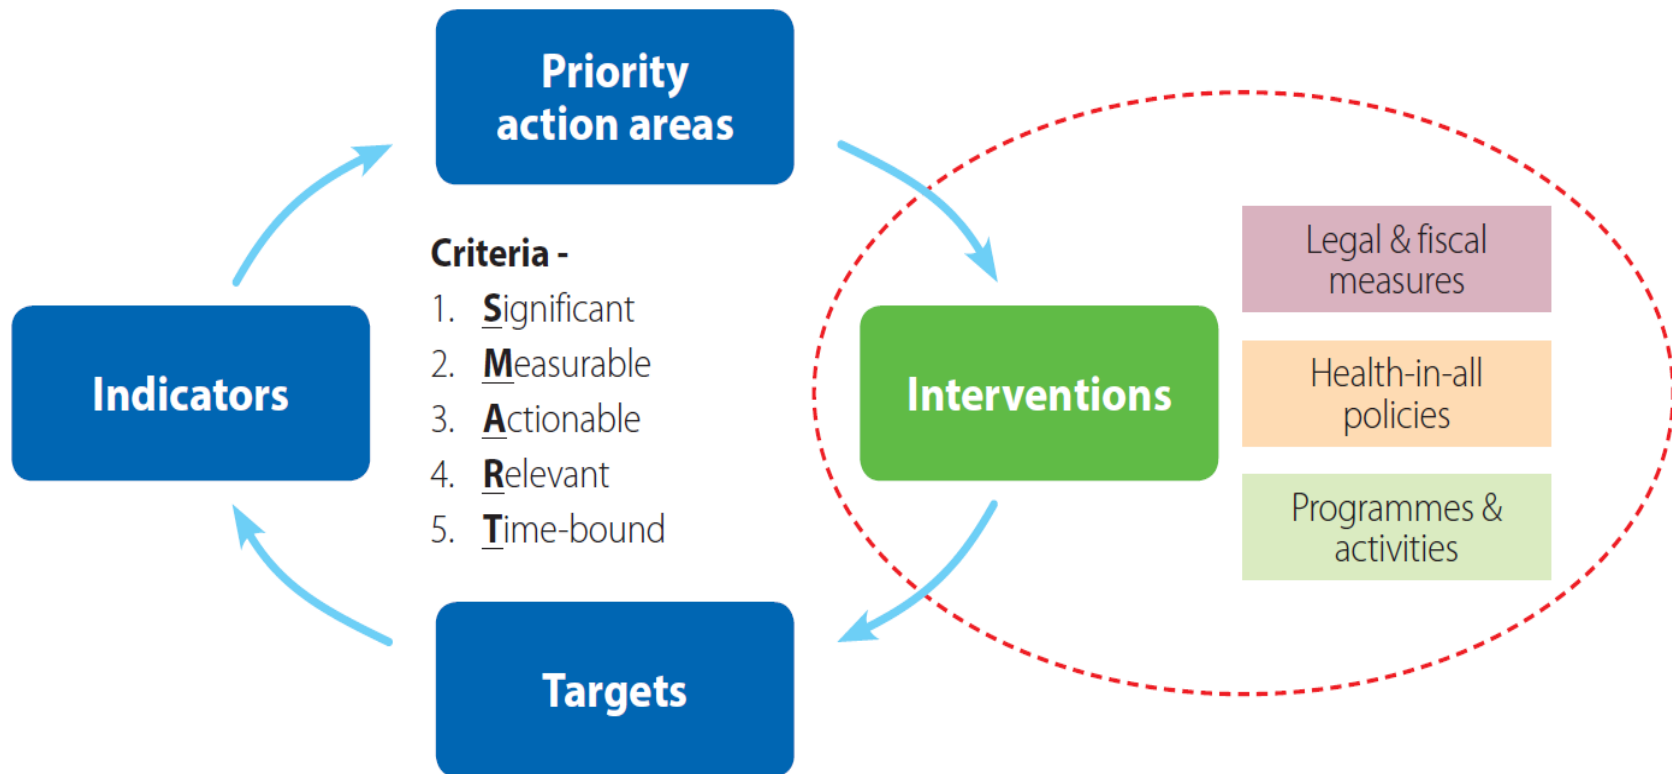 Priority
action areas
Criteria -
1. Significant
2. Measurable
3. Actionable
4. Relevant
5. Time-bound
Indicators
Interventions
Legal & fiscal
measures
Health-in-all
policies
Programmes &
activities
Targets